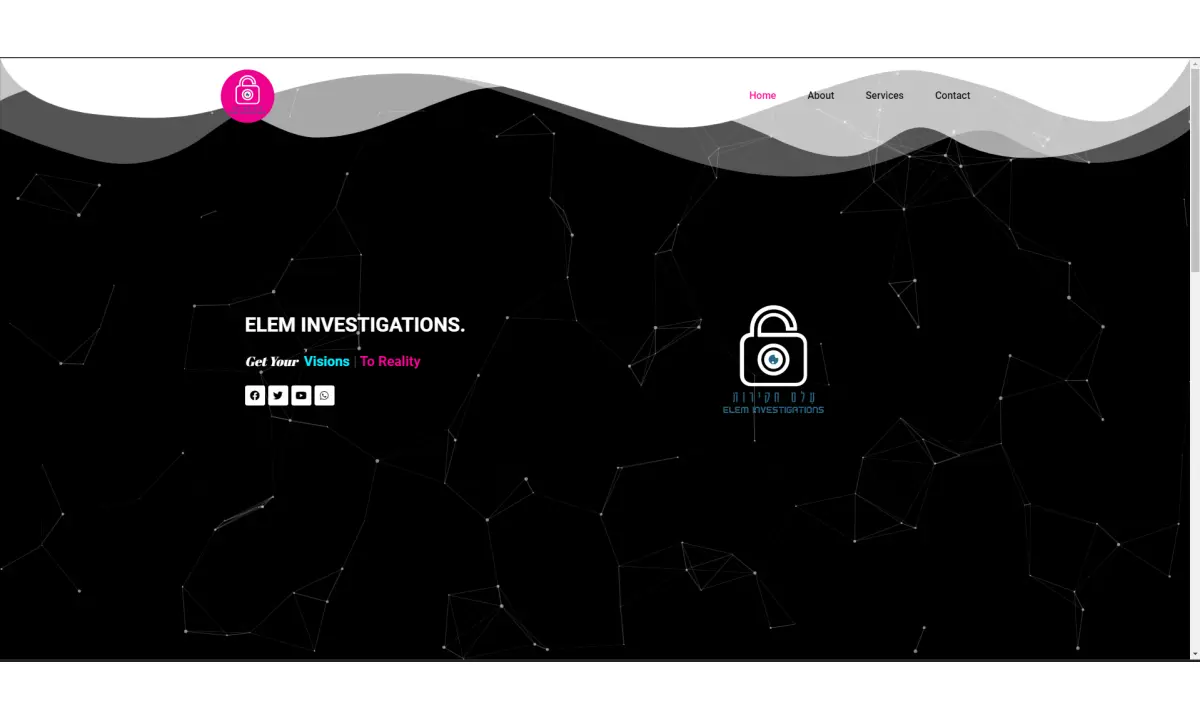 Home About Services Contact
ELEM INVESTIGATIONS.
Get Your Visions | To Reality
עלם חקירות
ELEM INVESTIGATIONS